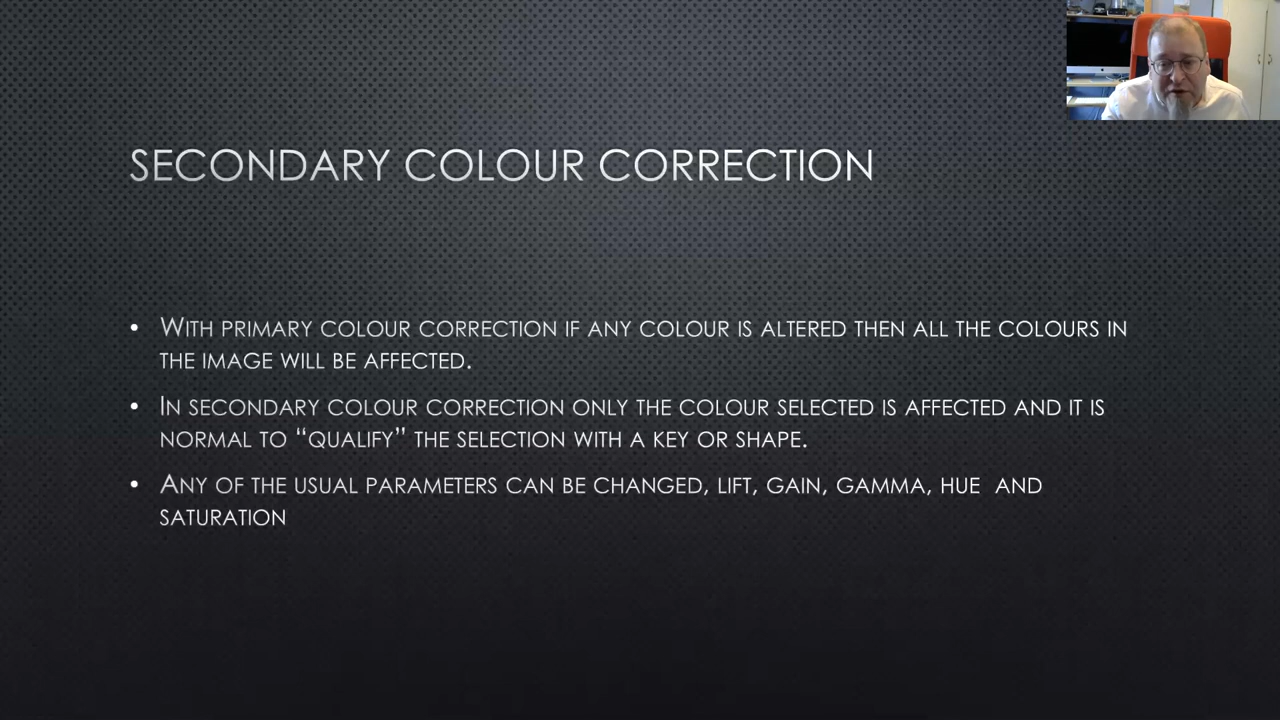 SECONDARY COLOUR CORRECTION
• WITH PRIMARY COLOUR CORRECTION IF ANY COLOUR IS ALTERED THEN ALL THE COLOURS IN
THE IMAGE WILL BE AFFECTED.
• IN SECONDARY COLOUR CORRECTION ONLY THE COLOUR SELECTED IS AFFECTED AND IT IS
NORMAL TO “QUALIFY” THE SELECTION WITH A KEY OR SHAPE.
• ANY OF THE USUAL PARAMETERS CAN BE CHANGED, LIFT, GAIN, GAMMA, HUE  AND
SATURATION